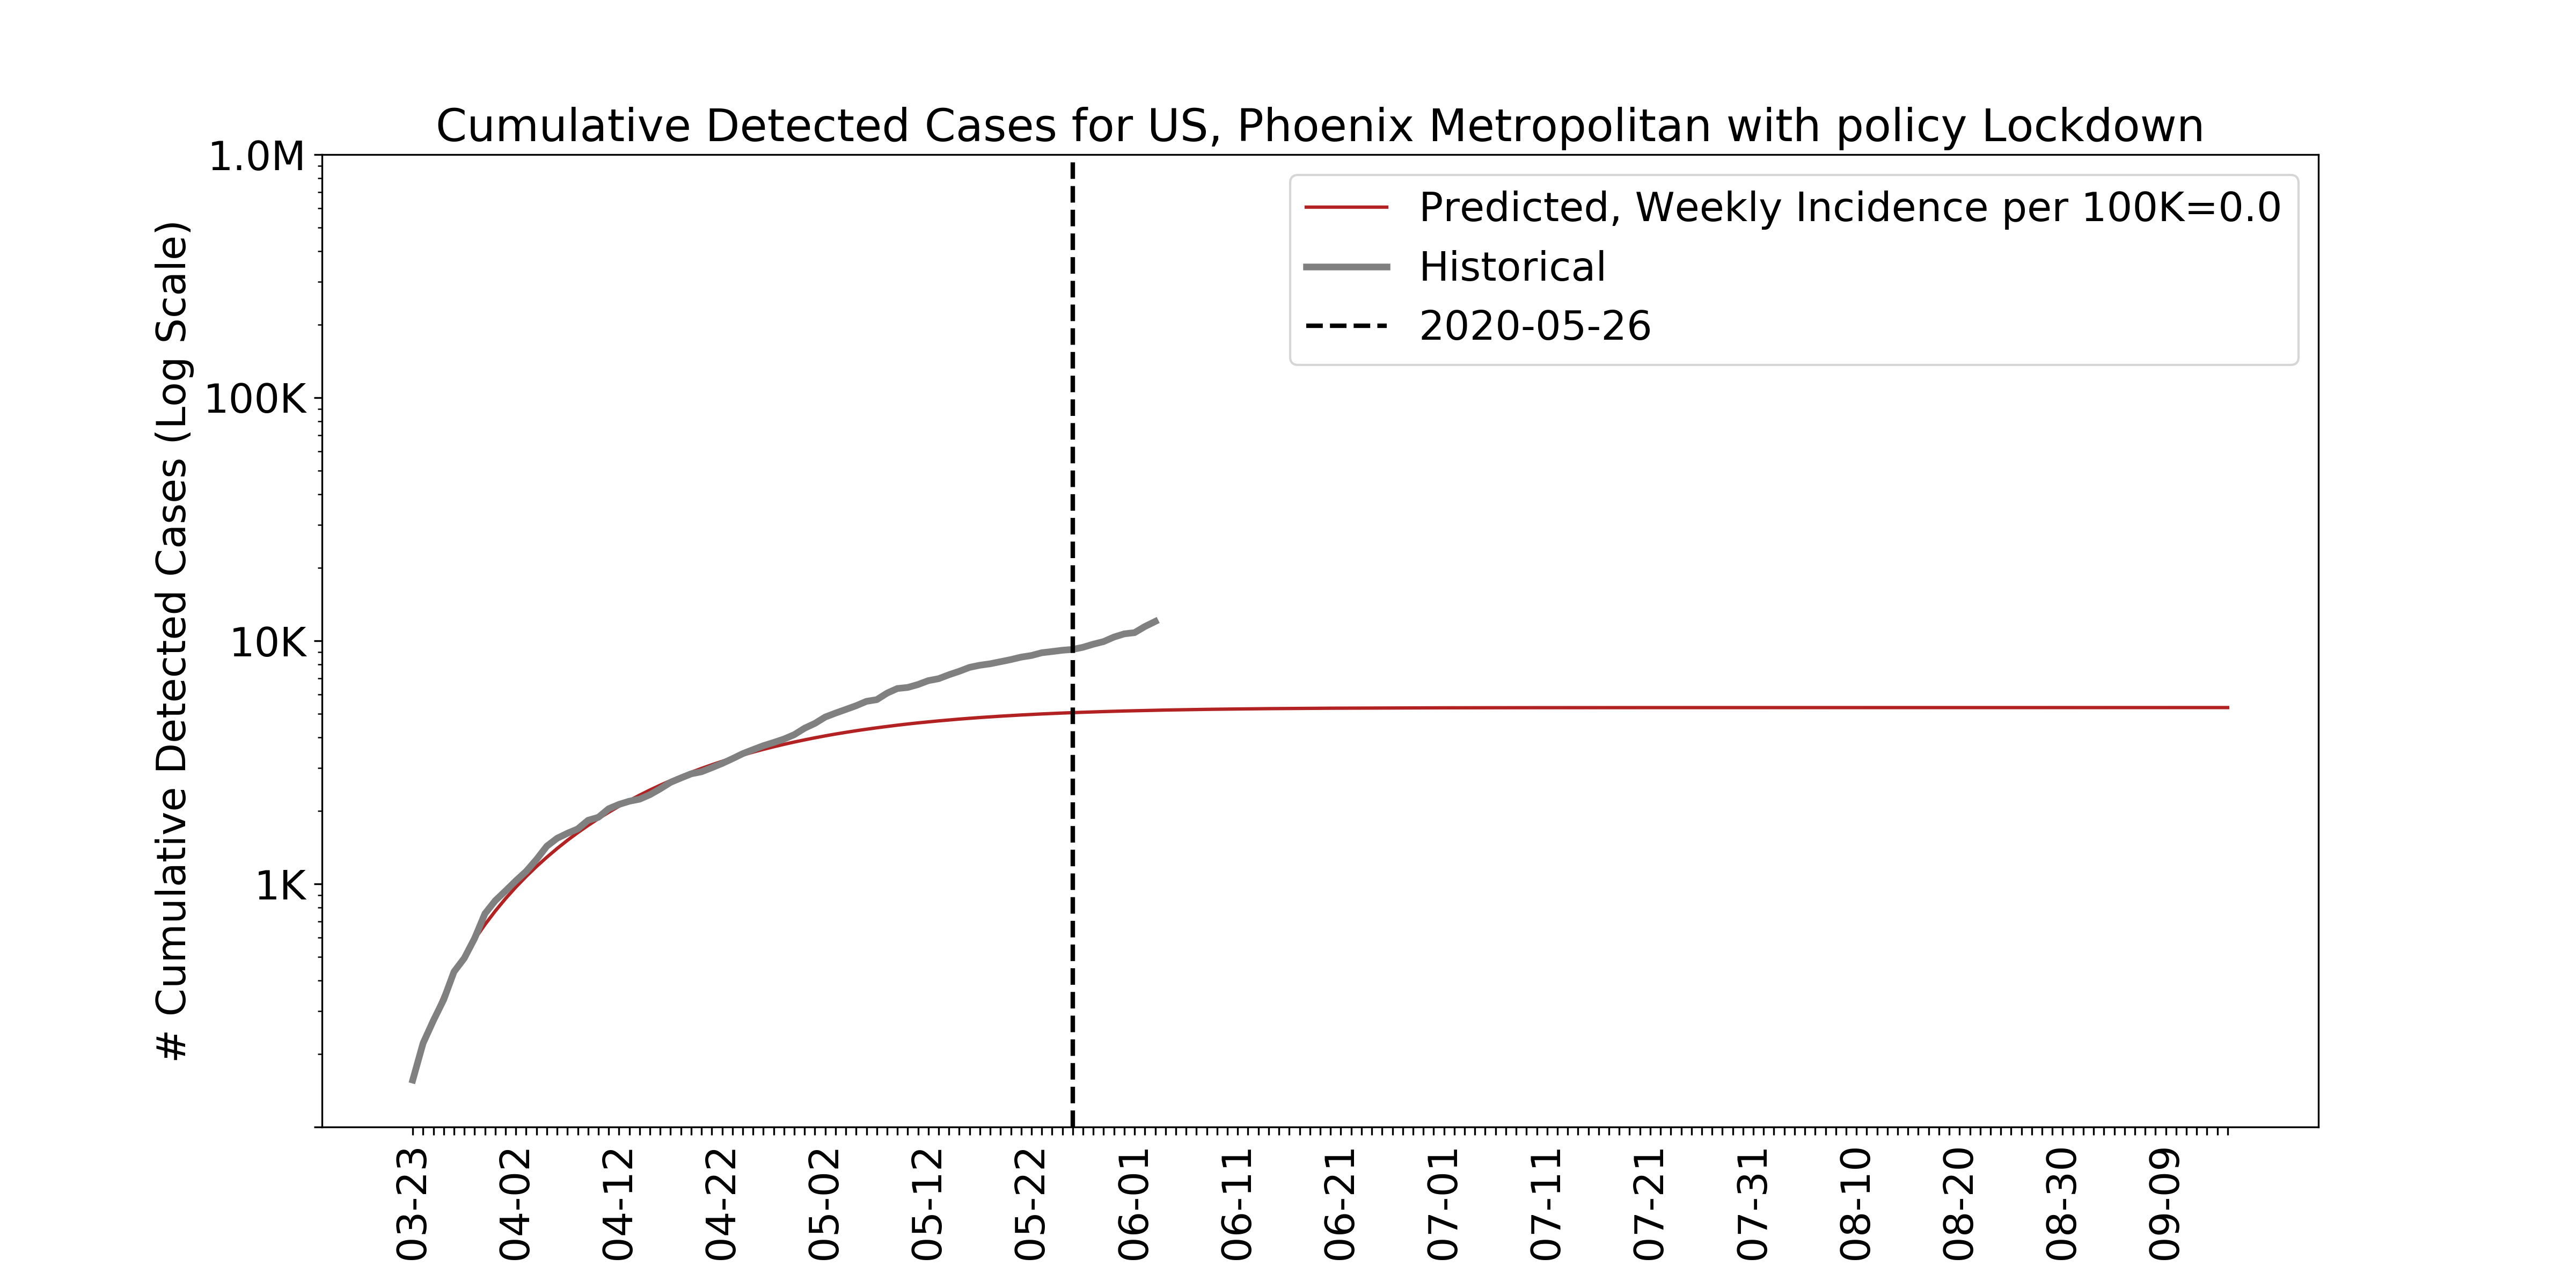 Cumulative Detected Cases for US, Phoenix Metropolitan with policy Lockdown
1.0M
100K
10K
1K
# Cumulative Detected Cases (Log Scale)
Predicted, Weekly Incidence per 100K=0.0
Historical
2020-05-26
03-23
04-02
04-12
04-22
05-02
05-12
05-22
06-01
06-11
06-21
07-01
07-11
07-21
07-31
08-10
08-20
08-30
09-09